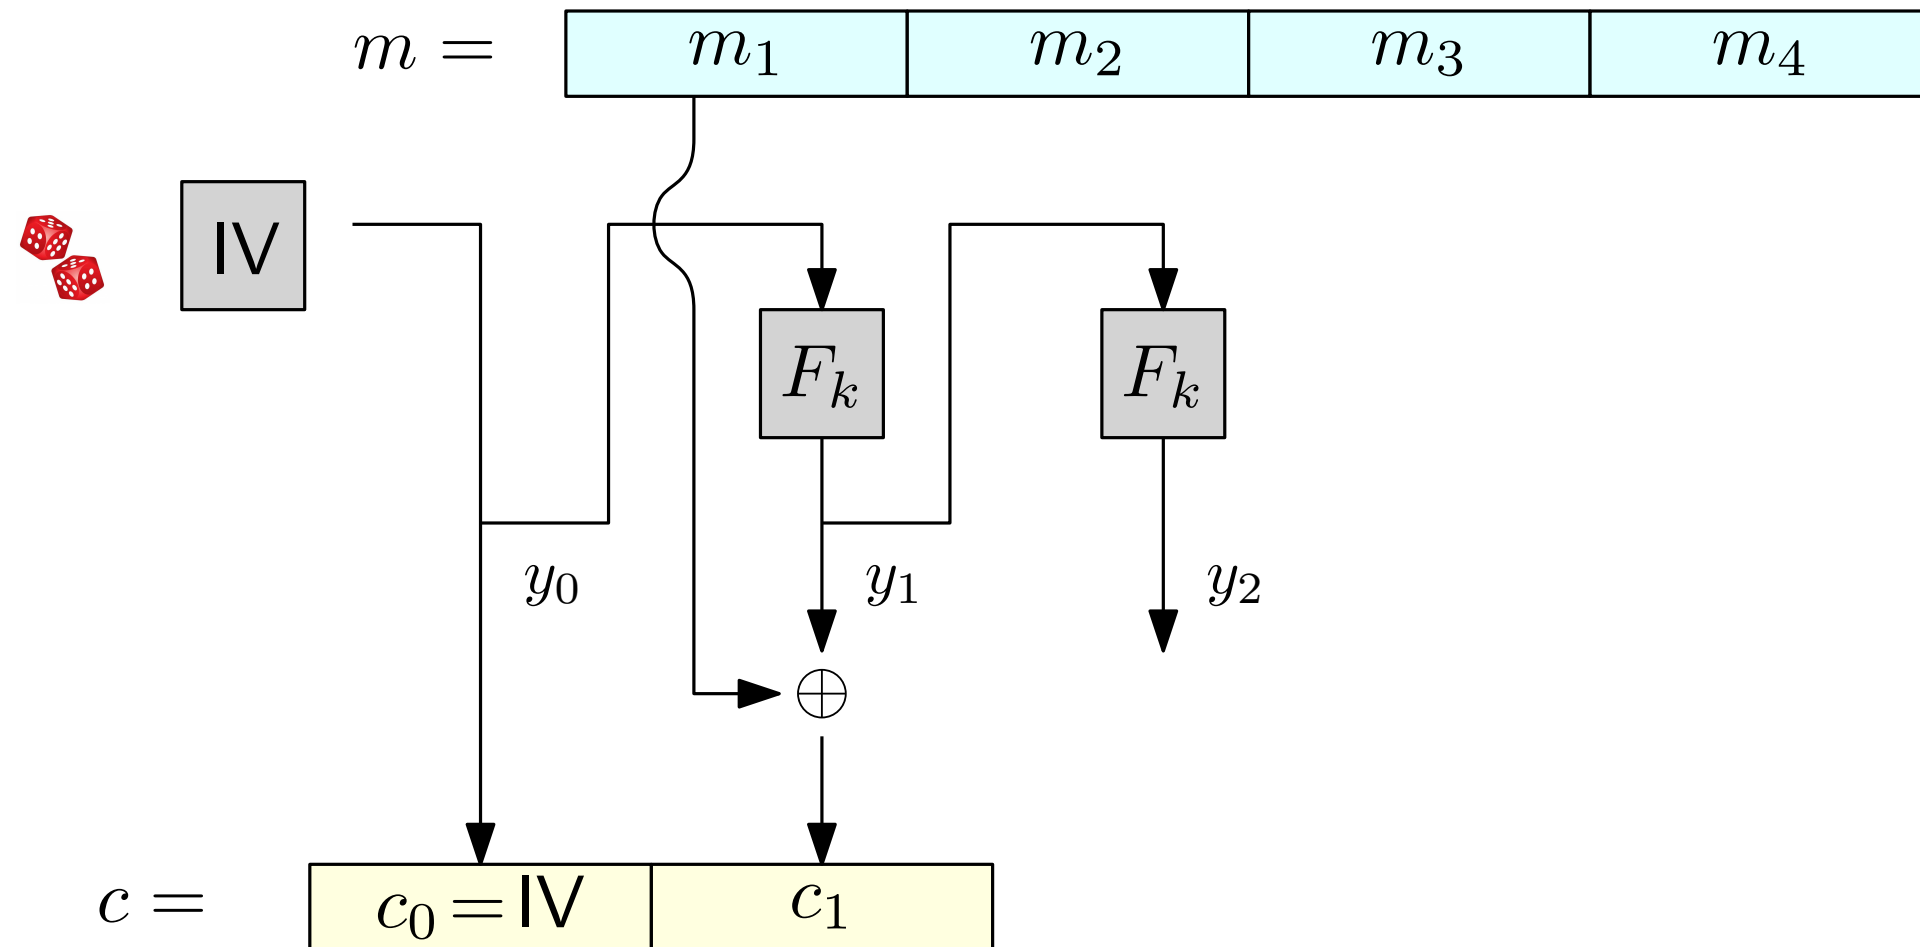 m = m₁ m₂ m₃ m₄
IV
Fₖ Fₖ
y₀ y₁ y₂
⊕
c = c₀ = IV c₁